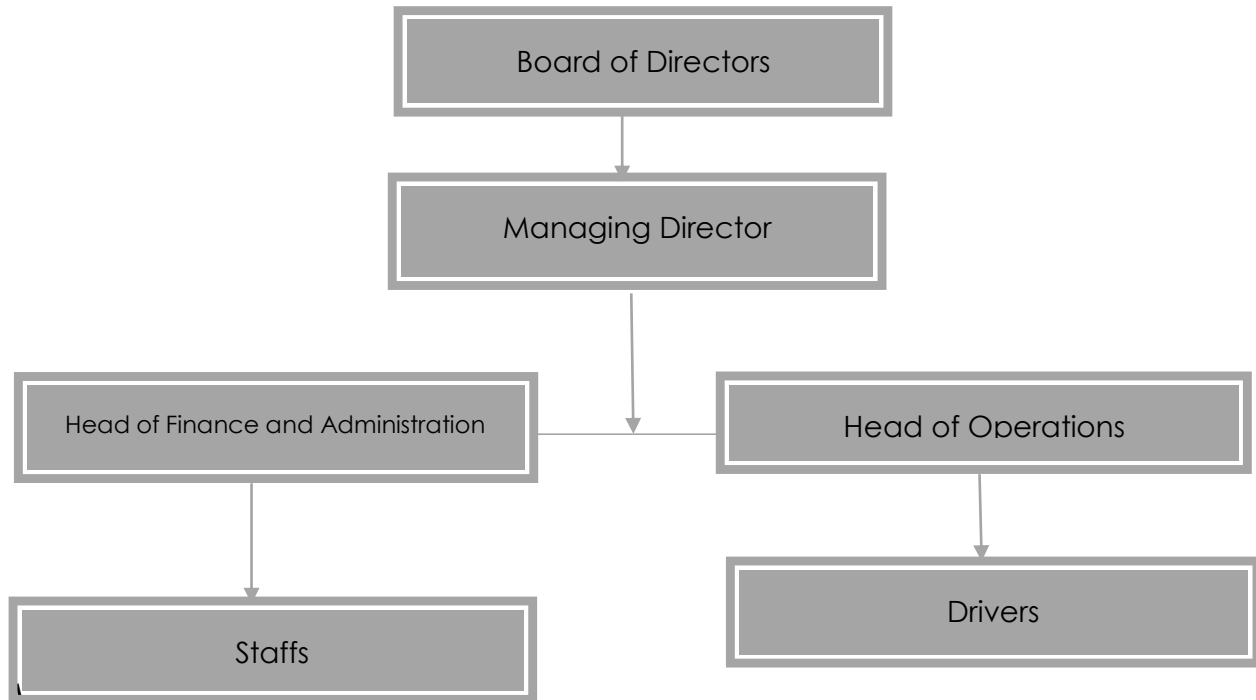 Board of Directors
Managing Director
Head of Finance and Administration
Head of Operations
Drivers
Staffs